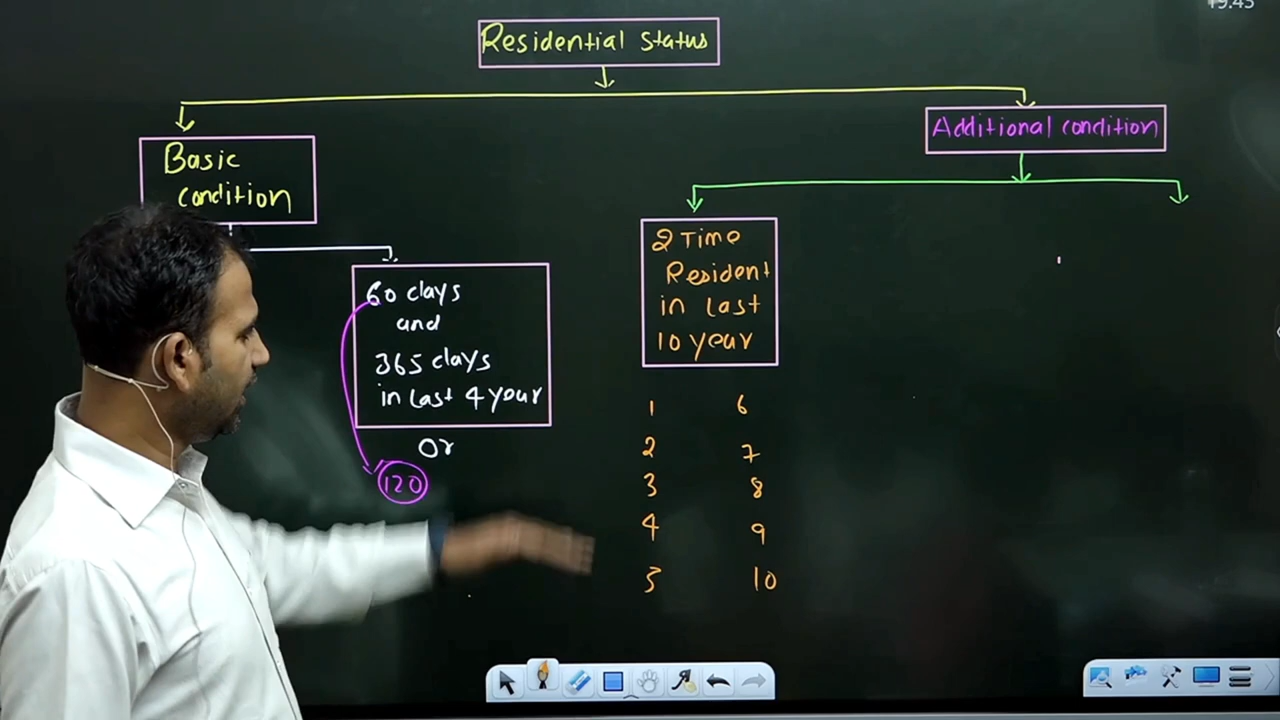 Residential status
Basic
condition
Additional condition
60 days
and
365 days
in last 4 year
Or
120
2 Time
Resident
in last
10 year
1 6
2 7
3 8
4 9
5 10